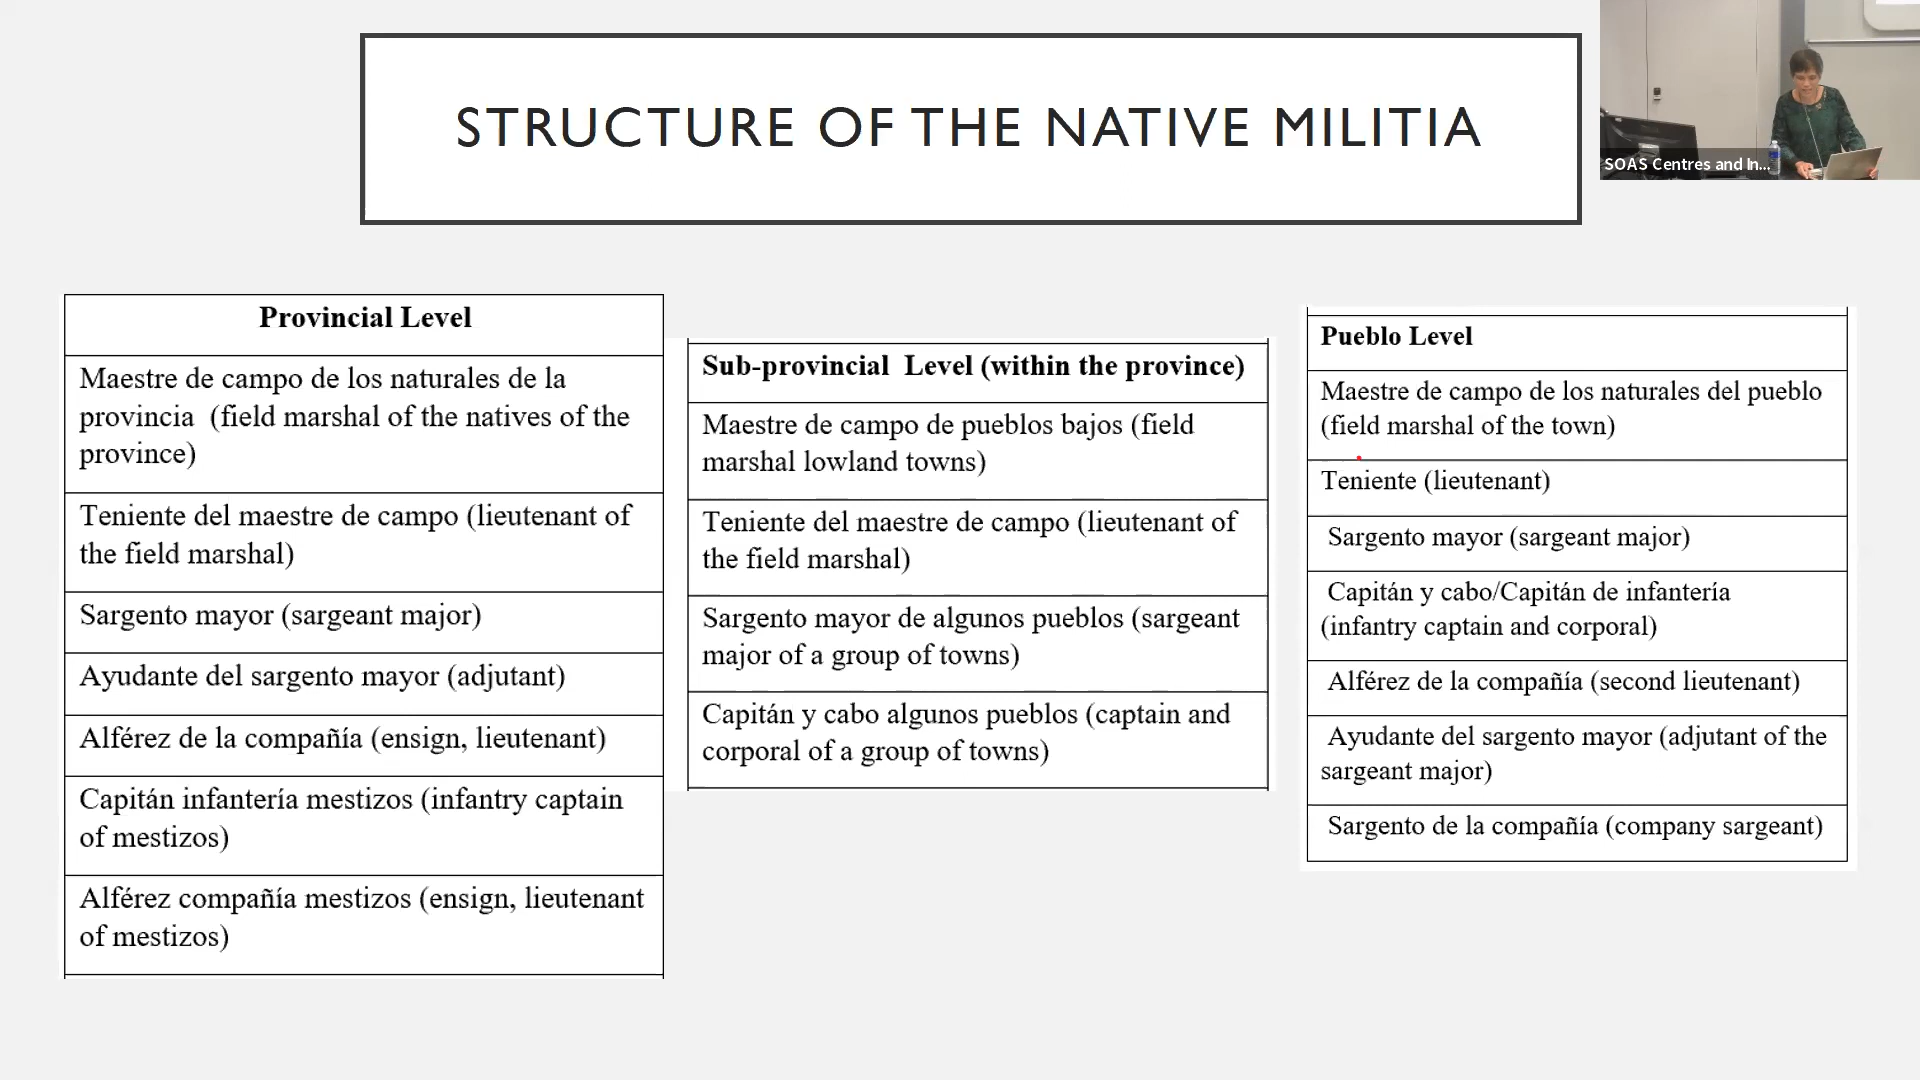 STRUCTURE OF THE NATIVE MILITIA
SOAS Centres and In...
Provincial Level
Maestre de campo de los naturales de la
provincia (field marshal of the natives of the
province)
Teniente del maestre de campo (lieutenant of
the field marshal)
Sargento mayor (sargeant major)
Ayudante del sargento mayor (adjutant)
Alférez de la compañía (ensign, lieutenant)
Capitán infantería mestizos (infantry captain
of mestizos)
Alférez compañía mestizos (ensign, lieutenant
of mestizos)
Sub-provincial Level (within the province)
Maestre de campo de pueblos bajos (field
marshal lowland towns)
Teniente del maestre de campo (lieutenant of
the field marshal)
Sargento mayor de algunos pueblos (sargeant
major of a group of towns)
Capitán y cabo algunos pueblos (captain and
corporal of a group of towns)
Pueblo Level
Maestre de campo de los naturales del pueblo
(field marshal of the town)
Teniente (lieutenant)
Sargento mayor (sargeant major)
Capitán y cabo/Capitán de infantería
(infantry captain and corporal)
Alférez de la compañía (second lieutenant)
Ayudante del sargento mayor (adjutant of the
sargeant major)
Sargento de la compañía (company sargeant)